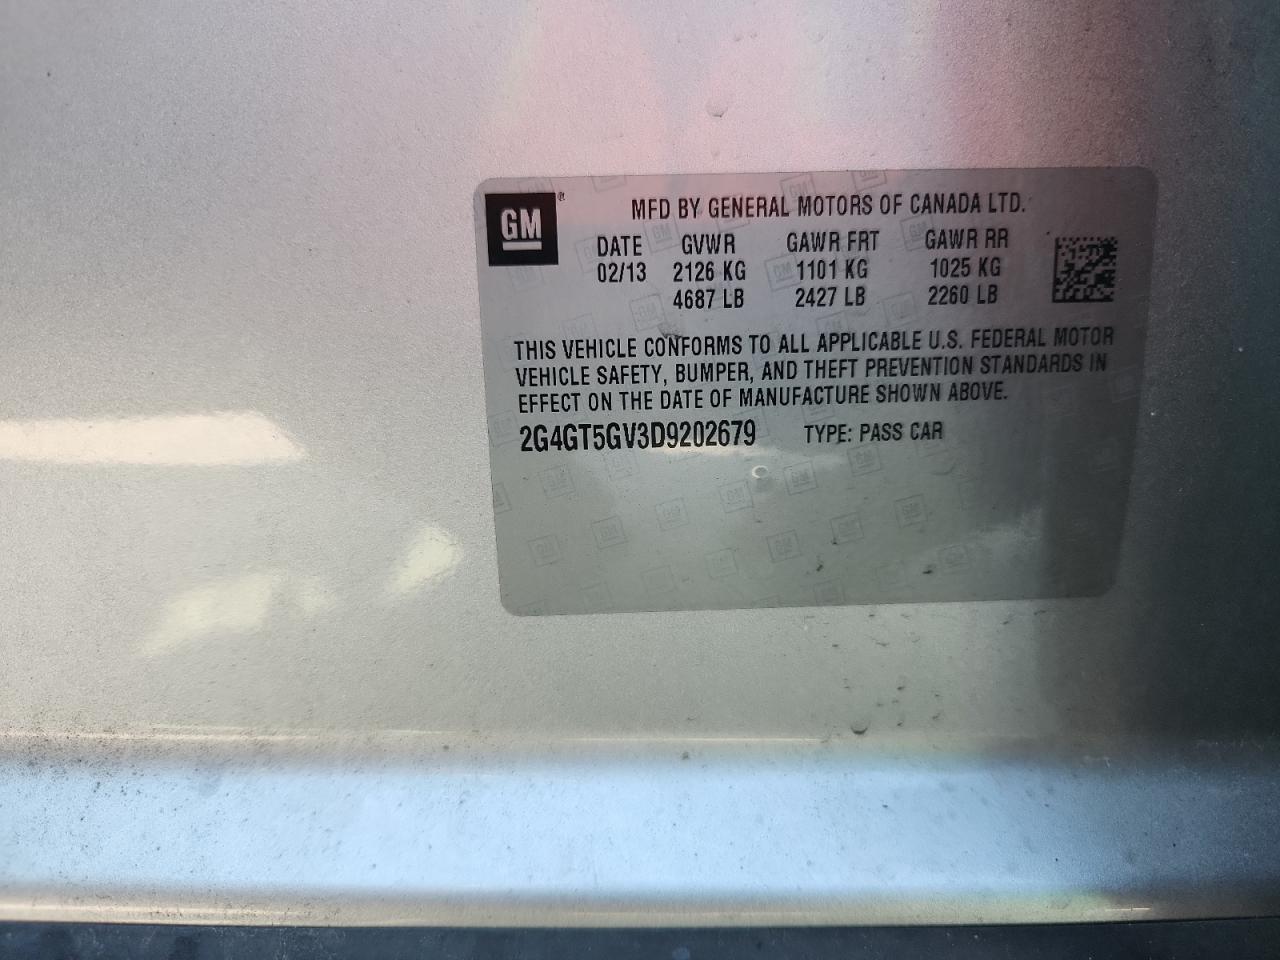 GM®
MFD BY GENERAL MOTORS OF CANADA LTD.
DATE GVWR GAWR FRT GAWR RR
02/13 2126 KG 1101 KG 1025 KG
4687 LB 2427 LB 2260 LB
THIS VEHICLE CONFORMS TO ALL APPLICABLE U.S. FEDERAL MOTOR
VEHICLE SAFETY, BUMPER, AND THEFT PREVENTION STANDARDS IN
EFFECT ON THE DATE OF MANUFACTURE SHOWN ABOVE.
2G4GT5GV3D9202679 TYPE: PASS CAR